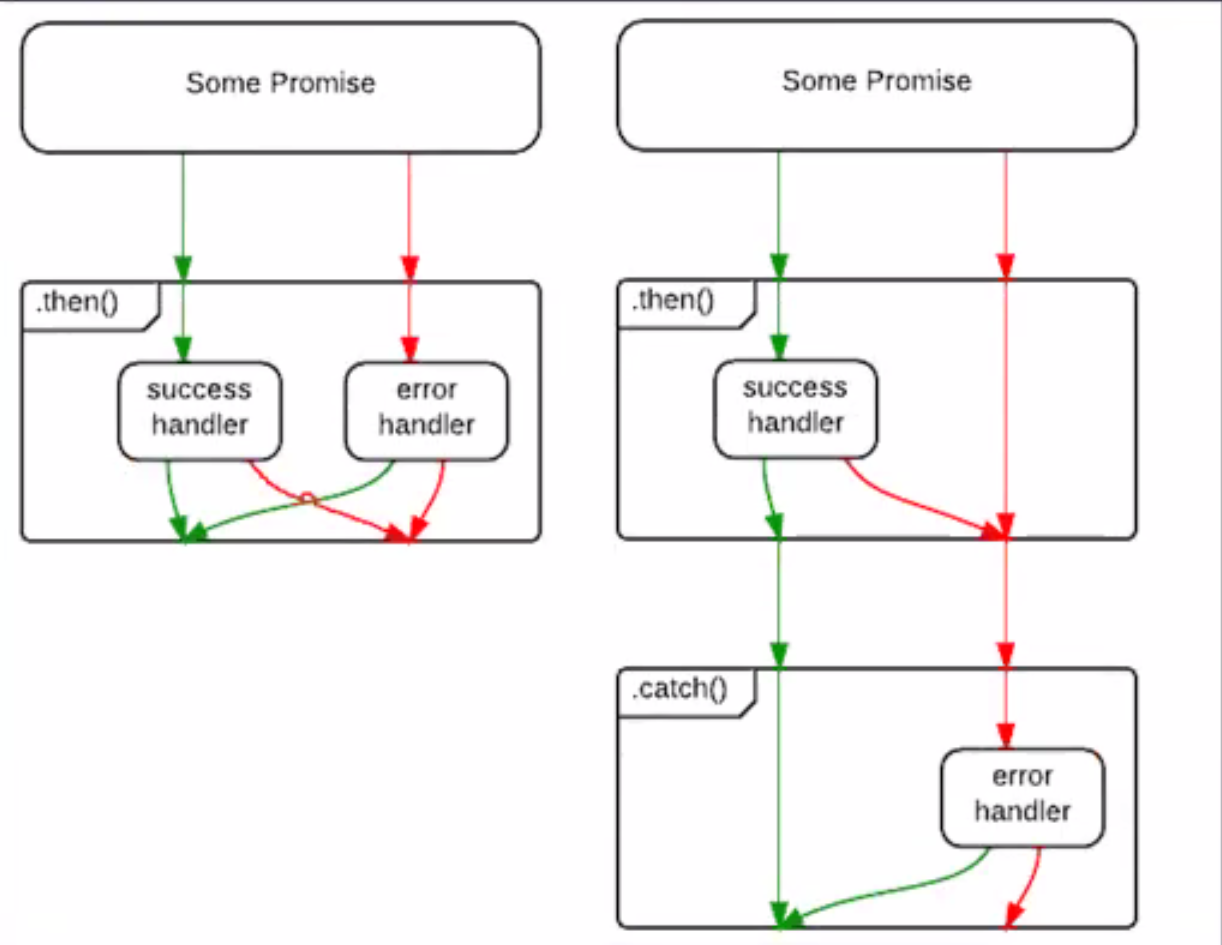 Some Promise
.then()
success
handler
error
handler
Some Promise
.then()
success
handler
.catch()
error
handler